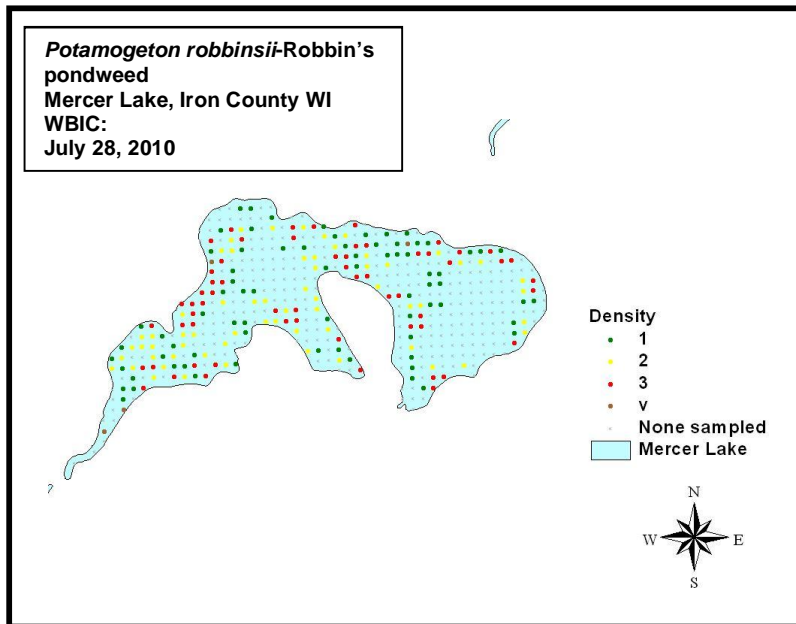 Potamogeton robbinsii-Robbin's
pondweed
Mercer Lake, Iron County WI
WBIC:
July 28, 2010
Density
1
2
3
v
None sampled
Mercer Lake
N
W E
S